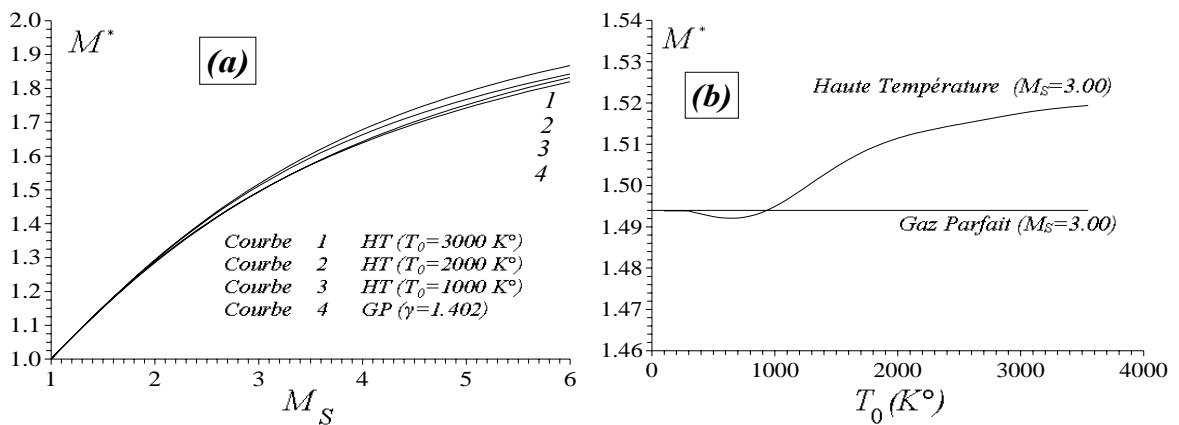 2.0
M*
1.9
(a)
1.8
1.7
1.6
1.5
1.4
1.3
1.2
1.1
1.0
1
2
3
4
Courbe 1 HT (T₀=3000 K°)
Courbe 2 HT (T₀=2000 K°)
Courbe 3 HT (T₀=1000 K°)
Courbe 4 GP (γ=1.402)
1 2 3 4 5 6
M_S
1.54
M*
1.53
(b)
Haute Température (M_S=3.00)
1.52
1.51
1.50
1.49
Gaz Parfait (M_S=3.00)
1.48
1.47
1.46
0 1000 2000 3000 4000
T₀(K°)